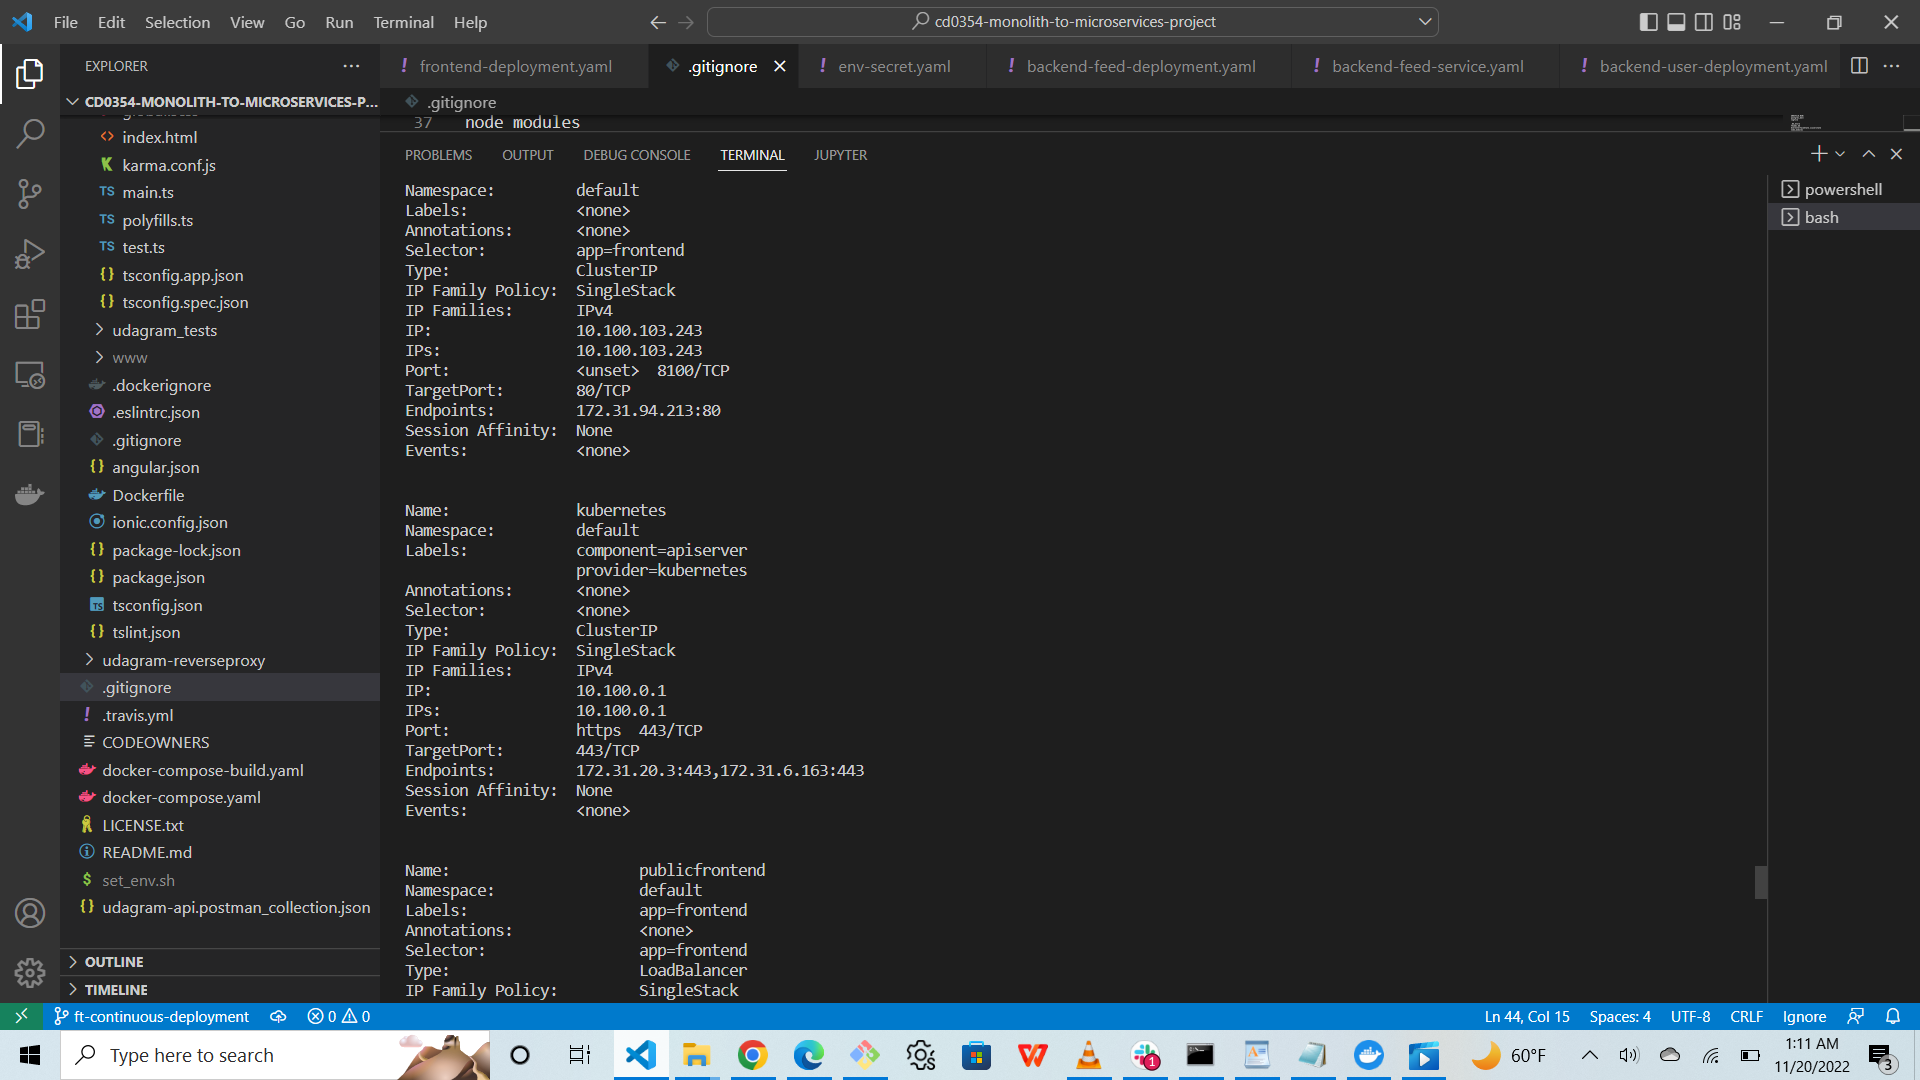 File Edit Selection View Go Run Terminal Help
cd0354-monolith-to-microservices-project
EXPLORER
frontend-deployment.yaml
.gitignore
env-secret.yaml
backend-feed-deployment.yaml
backend-feed-service.yaml
backend-user-deployment.yaml
CD0354-MONOLITH-TO-MICROSERVICES-P...
index.html
karma.conf.js
TS main.ts
TS polyfills.ts
TS test.ts
{} tsconfig.app.json
{} tsconfig.spec.json
udagram_tests
www
.dockerignore
.eslintrc.json
.gitignore
{} angular.json
Dockerfile
ionic.config.json
{} package-lock.json
{} package.json
TS tsconfig.json
{} tslint.json
udagram-reverseproxy
.gitignore
! .travis.yml
CODEOWNERS
docker-compose-build.yaml
docker-compose.yaml
LICENSE.txt
README.md
$ set_env.sh
{} udagram-api.postman_collection.json
OUTLINE
TIMELINE
.gitignore
37 node modules
PROBLEMS OUTPUT DEBUG CONSOLE TERMINAL JUPYTER
powershell
bash
Namespace: default
Labels: <none>
Annotations: <none>
Selector: app=frontend
Type: ClusterIP
IP Family Policy: SingleStack
IP Families: IPv4
IP: 10.100.103.243
IPs: 10.100.103.243
Port: <unset> 8100/TCP
TargetPort: 80/TCP
Endpoints: 172.31.94.213:80
Session Affinity: None
Events: <none>
Name: kubernetes
Namespace: default
Labels: component=apiserver
provider=kubernetes
Annotations: <none>
Selector: <none>
Type: ClusterIP
IP Family Policy: SingleStack
IP Families: IPv4
IP: 10.100.0.1
IPs: 10.100.0.1
Port: https 443/TCP
TargetPort: 443/TCP
Endpoints: 172.31.20.3:443,172.31.6.163:443
Session Affinity: None
Events: <none>
Name: publicfrontend
Namespace: default
Labels: app=frontend
Annotations: <none>
Selector: app=frontend
Type: LoadBalancer
IP Family Policy: SingleStack
ft-continuous-deployment 0 0 Ln 44, Col 15 Spaces: 4 UTF-8 CRLF Ignore
Type here to search
1
60°F
1:11 AM
11/20/2022
3